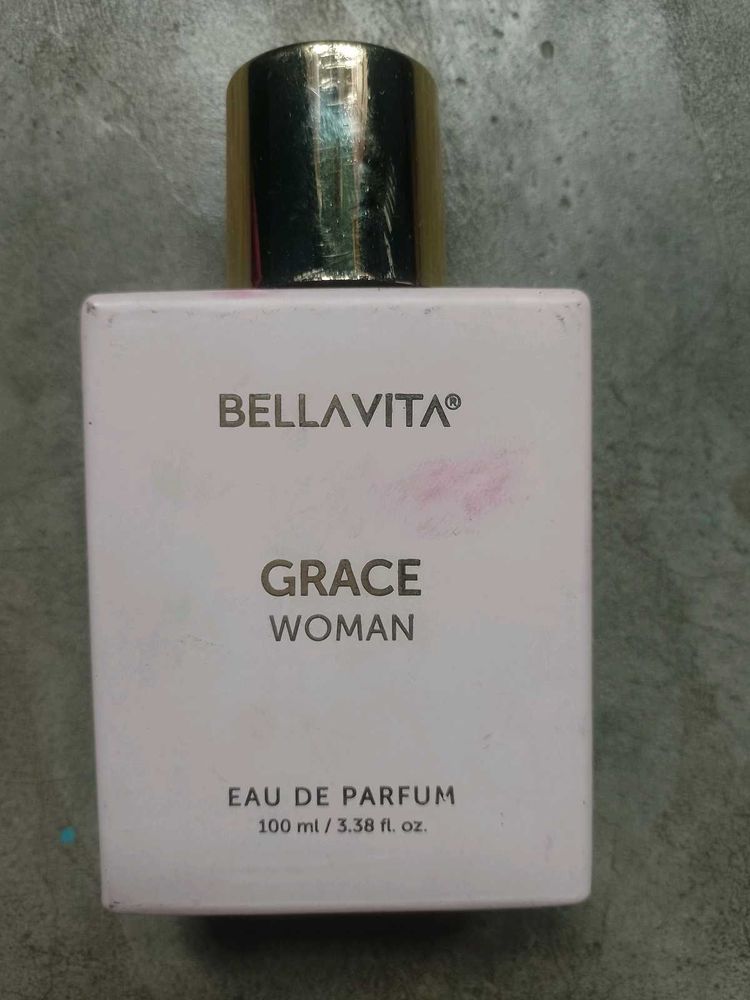 BELLAVITA®
GRACE
WOMAN
EAU DE PARFUM
100 ml / 3.38 fl. oz.